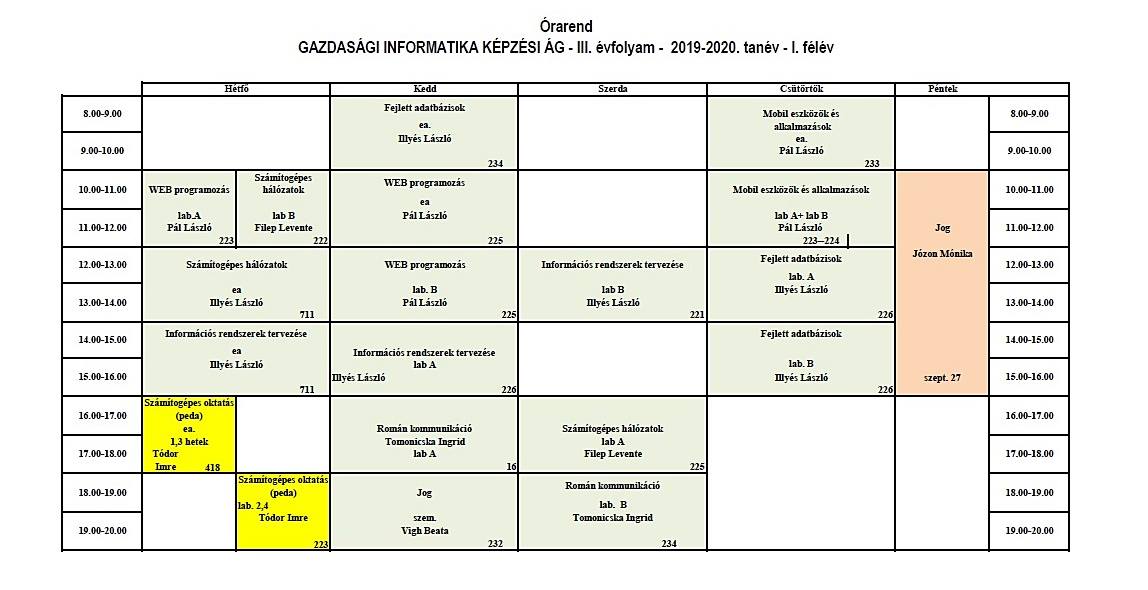 Órarend
GAZDASÁGI INFORMATIKA KÉPZÉSI ÁG - III. évfolyam - 2019-2020. tanév - I. félév
Hétfő Kedd Szerda Csütörtök Péntek
8.00-9.00
9.00-10.00
Fejlett adatbázisok
ea.
Illyés László
234
Mobil eszközök és
alkalmazások
ea.
Pál László
233
8.00-9.00
9.00-10.00
10.00-11.00
11.00-12.00
WEB programozás
lab.A
Pál László
223
Számítógépes
hálózatok
lab B
Filep Levente
222
WEB programozás
ea
Pál László
225
Mobil eszközök és alkalmazások
lab A+ lab B
Pál László
223--224
Jog
Józon Mónika
szept. 27
10.00-11.00
11.00-12.00
12.00-13.00
13.00-14.00
Számítógépes hálózatok
ea
Illyés László
711
WEB programozás
lab. B
Pál László
225
Információs rendszerek tervezése
lab B
Illyés László
221
Fejlett adatbázisok
lab. A
Illyés László
226
12.00-13.00
13.00-14.00
14.00-15.00
15.00-16.00
Információs rendszerek tervezése
ea
Illyés László
711
Információs rendszerek tervezése
lab A
Illyés László
226
Fejlett adatbázisok
lab. B
Illyés László
226
14.00-15.00
15.00-16.00
16.00-17.00
17.00-18.00
Számítogépes oktatás
(peda)
ea.
1,3 hetek
Tódor
Imre 418
Román kommunikáció
Tomonicska Ingrid
lab A
16
Számítógépes hálózatok
lab A
Filep Levente
225
16.00-17.00
17.00-18.00
18.00-19.00
19.00-20.00
Számítogépes oktatás
(peda)
lab. 2,4
Tódor Imre
223
Jog
szem.
Vigh Beata
232
Román kommunikáció
lab. B
Tomonicska Ingrid
234
18.00-19.00
19.00-20.00